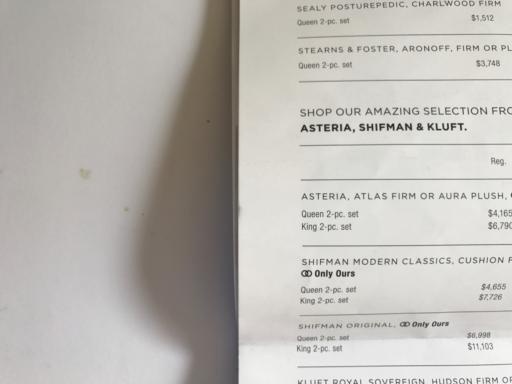 SEALY POSTUREPEDIC, CHARLWOOD FIRM
Queen 2-pc. set $1,512
STEARNS & FOSTER, ARONOFF, FIRM OR PL
Queen 2-pc. set $3,748
SHOP OUR AMAZING SELECTION FRO
ASTERIA, SHIFMAN & KLUFT.
Reg.
ASTERIA, ATLAS FIRM OR AURA PLUSH,
Queen 2-pc. set $4,165
King 2-pc. set $6,790
SHIFMAN MODERN CLASSICS, CUSHION F
Only Ours
Queen 2-pc. set $4,655
King 2-pc. set $7,726
SHIFMAN ORIGINAL, Only Ours
Queen 2-pc. set $6,998
King 2-pc. set $11,103
KLUFT ROYAL SOVEREIGN, HUDSON FIRM OR